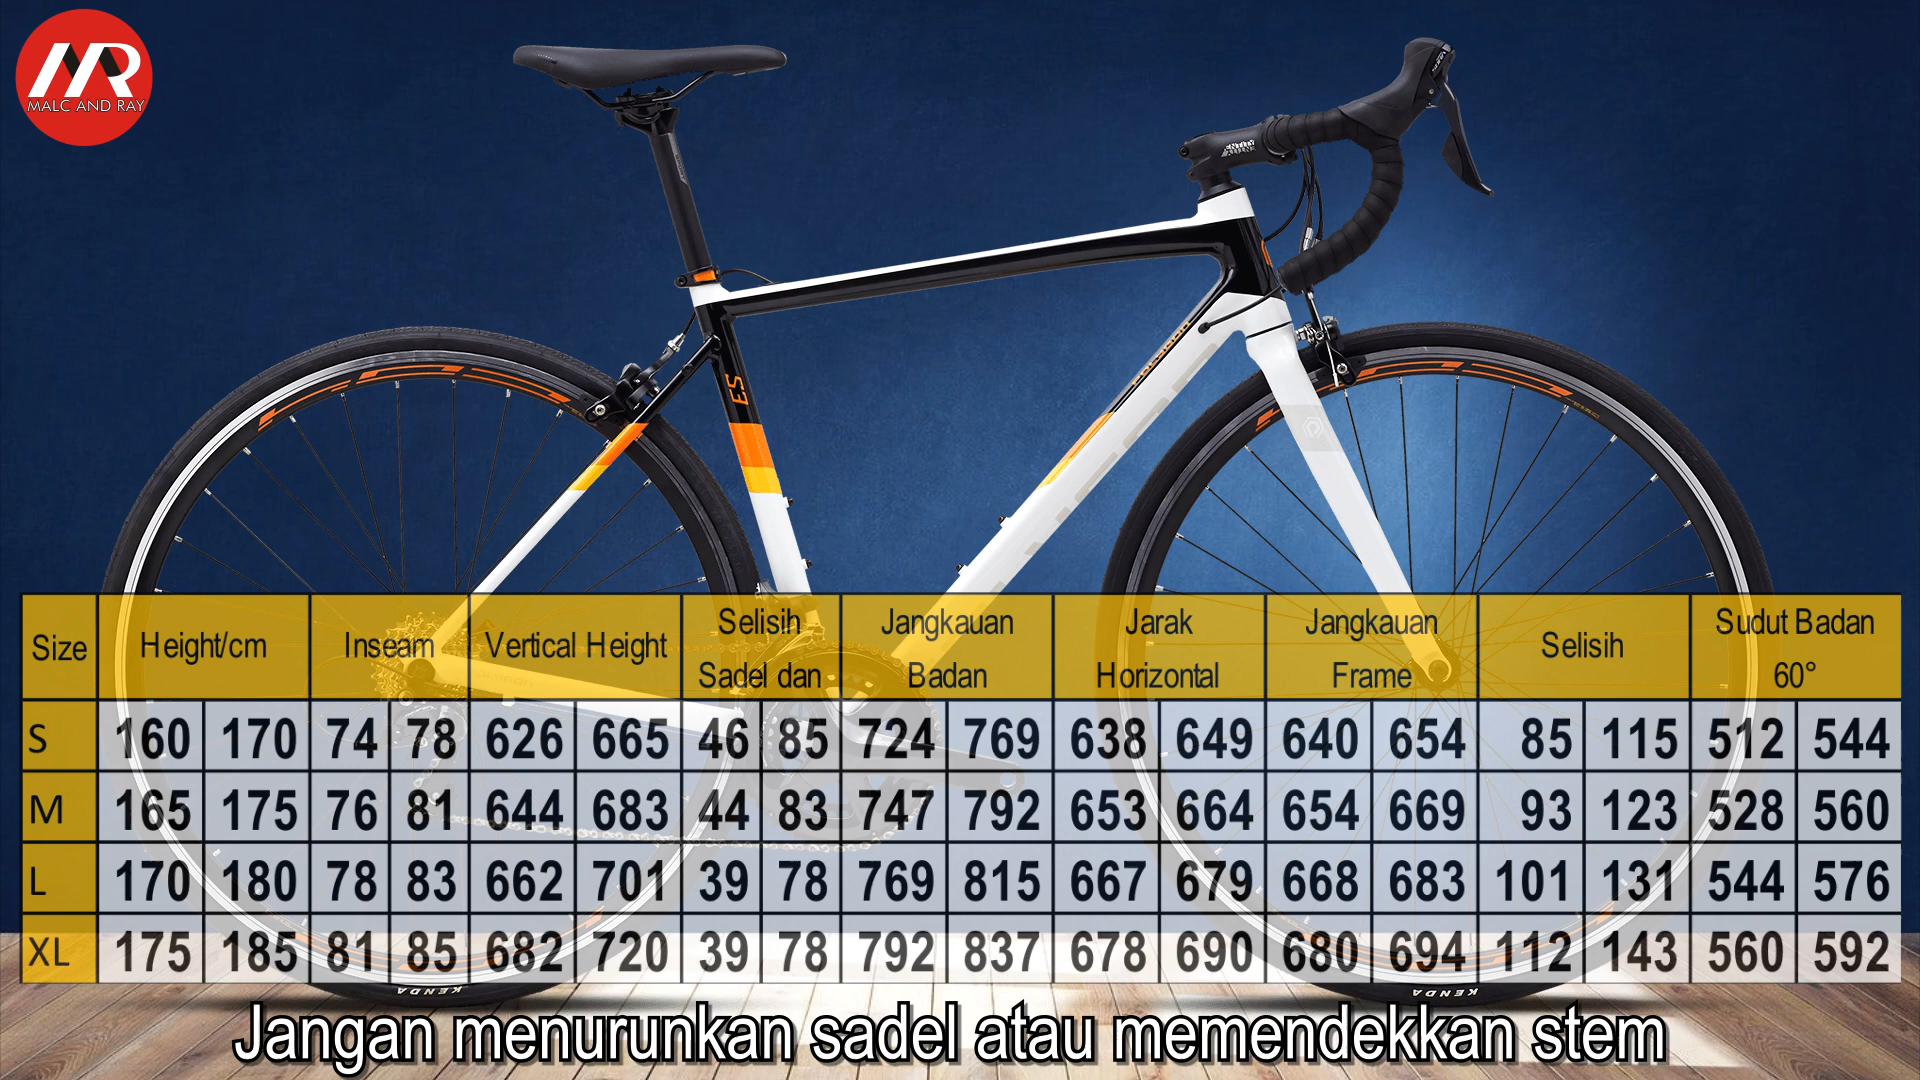 MR
MALC AND RAY
ENTITY
ES
Size Height/cm Inseam Vertical Height Selisih Sadel dan Jangkauan Badan Jarak Horizontal Jangkauan Frame Selisih Sudut Badan 60°
S 160 170 74 78 626 665 46 85 724 769 638 649 640 654 85 115 512 544
M 165 175 76 81 644 683 44 83 747 792 653 664 654 669 93 123 528 560
L 170 180 78 83 662 701 39 78 769 815 667 679 668 683 101 131 544 576
XL 175 185 81 85 682 720 39 78 792 837 678 690 680 694 112 143 560 592
KENDA
KENDA
Jangan menurunkan sadel atau memendekkan stem